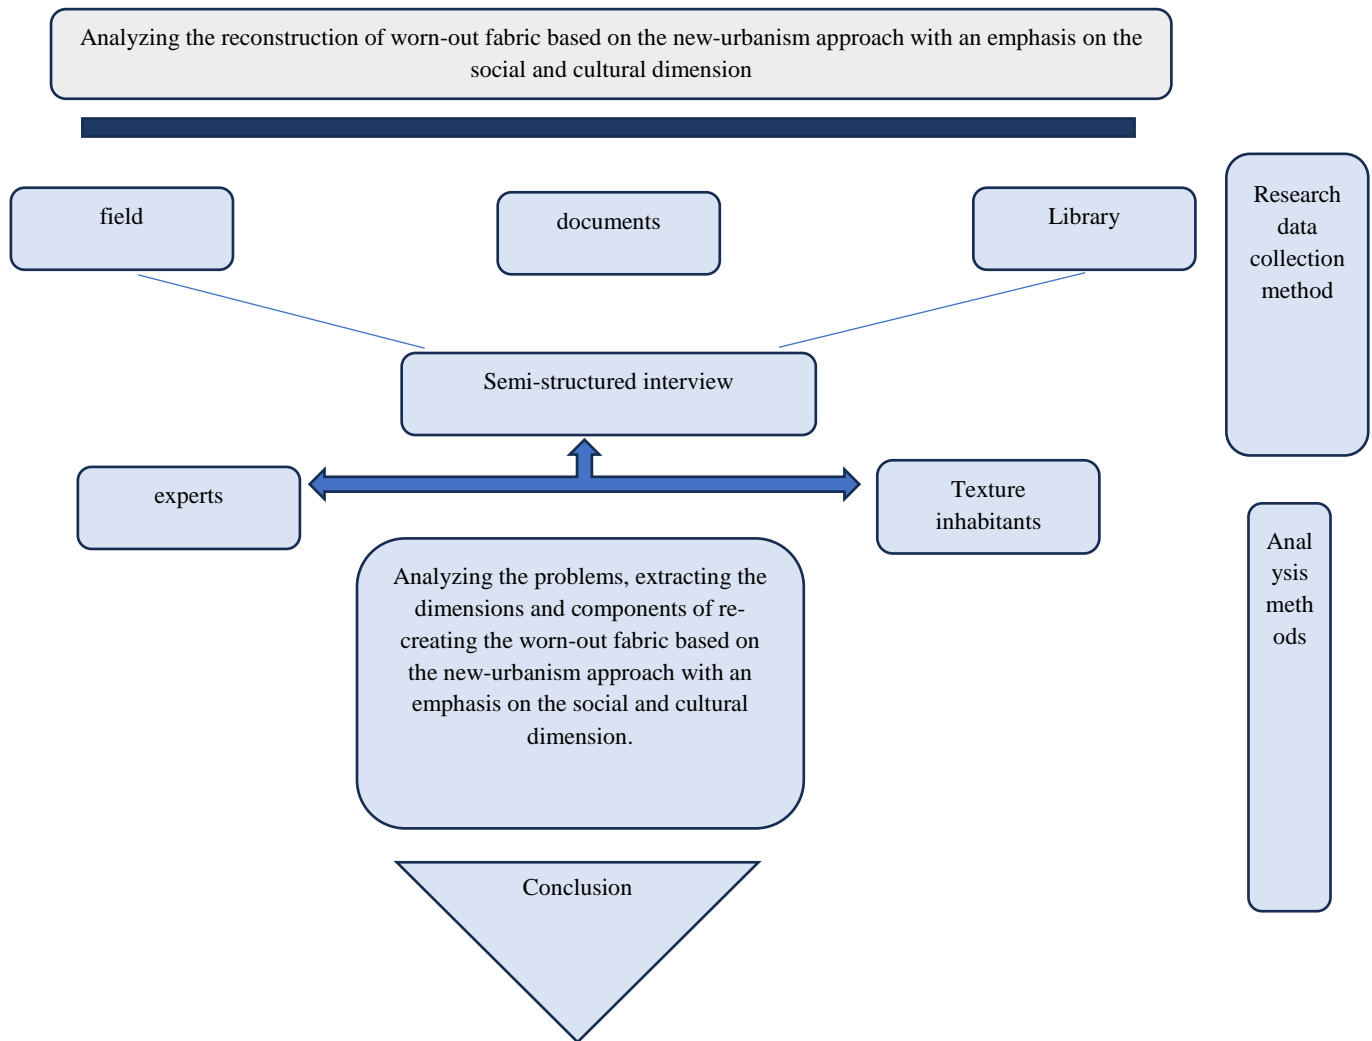 Analyzing the reconstruction of worn-out fabric based on the new-urbanism approach with an emphasis on the
social and cultural dimension
field
documents
Library
Research
data
collection
method
Semi-structured interview
experts
Texture
inhabitants
Analyzing the problems, extracting the
dimensions and components of re-
creating the worn-out fabric based on
the new-urbanism approach with an
emphasis on the social and cultural
dimension.
Anal
ysis
meth
ods
Conclusion